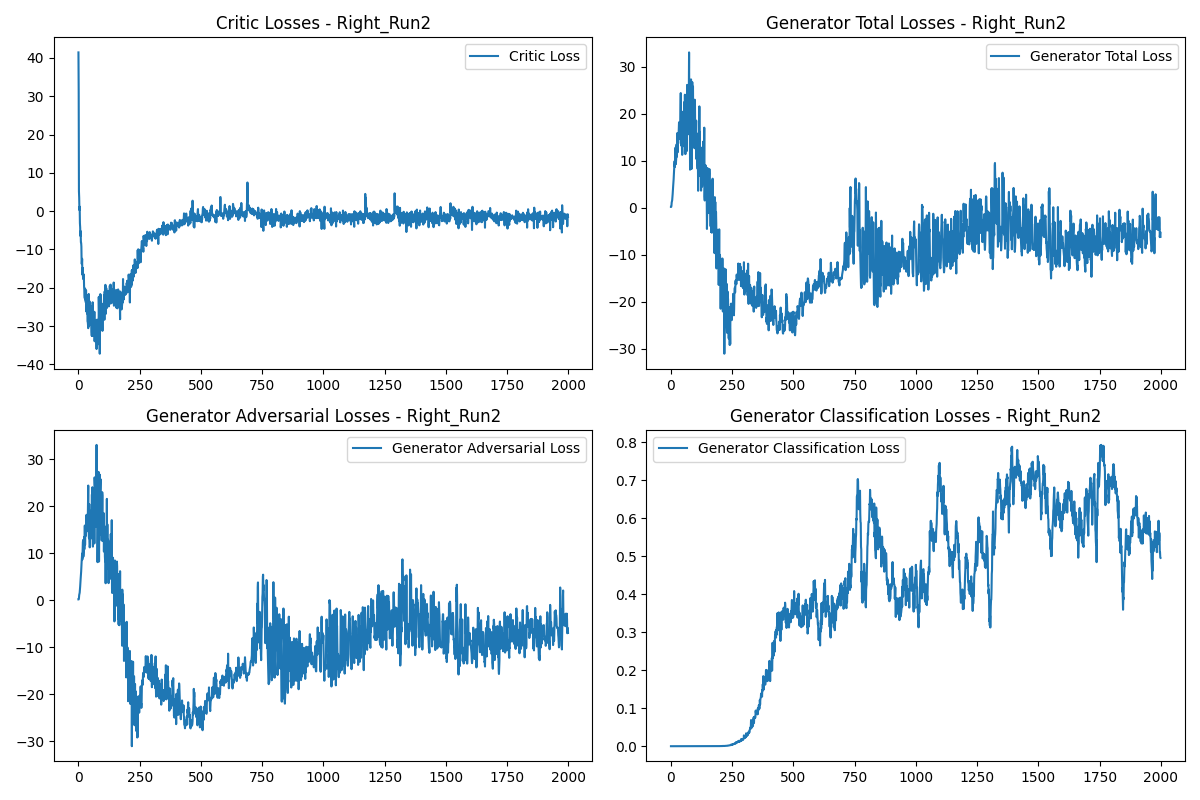 Critic Losses - Right_Run2
Critic Loss
40
30
20
10
0
−10
−20
−30
−40
0 250 500 750 1000 1250 1500 1750 2000
Generator Total Losses - Right_Run2
Generator Total Loss
30
20
10
0
−10
−20
−30
0 250 500 750 1000 1250 1500 1750 2000
Generator Adversarial Losses - Right_Run2
Generator Adversarial Loss
30
20
10
0
−10
−20
−30
0 250 500 750 1000 1250 1500 1750 2000
Generator Classification Losses - Right_Run2
Generator Classification Loss
0.8
0.7
0.6
0.5
0.4
0.3
0.2
0.1
0.0
0 250 500 750 1000 1250 1500 1750 2000